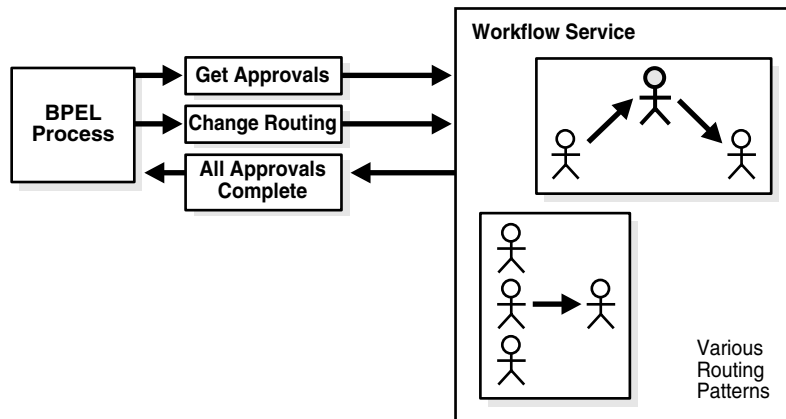 Workflow Service
BPEL
Process
Get Approvals
Change Routing
All Approvals
Complete
Various
Routing
Patterns